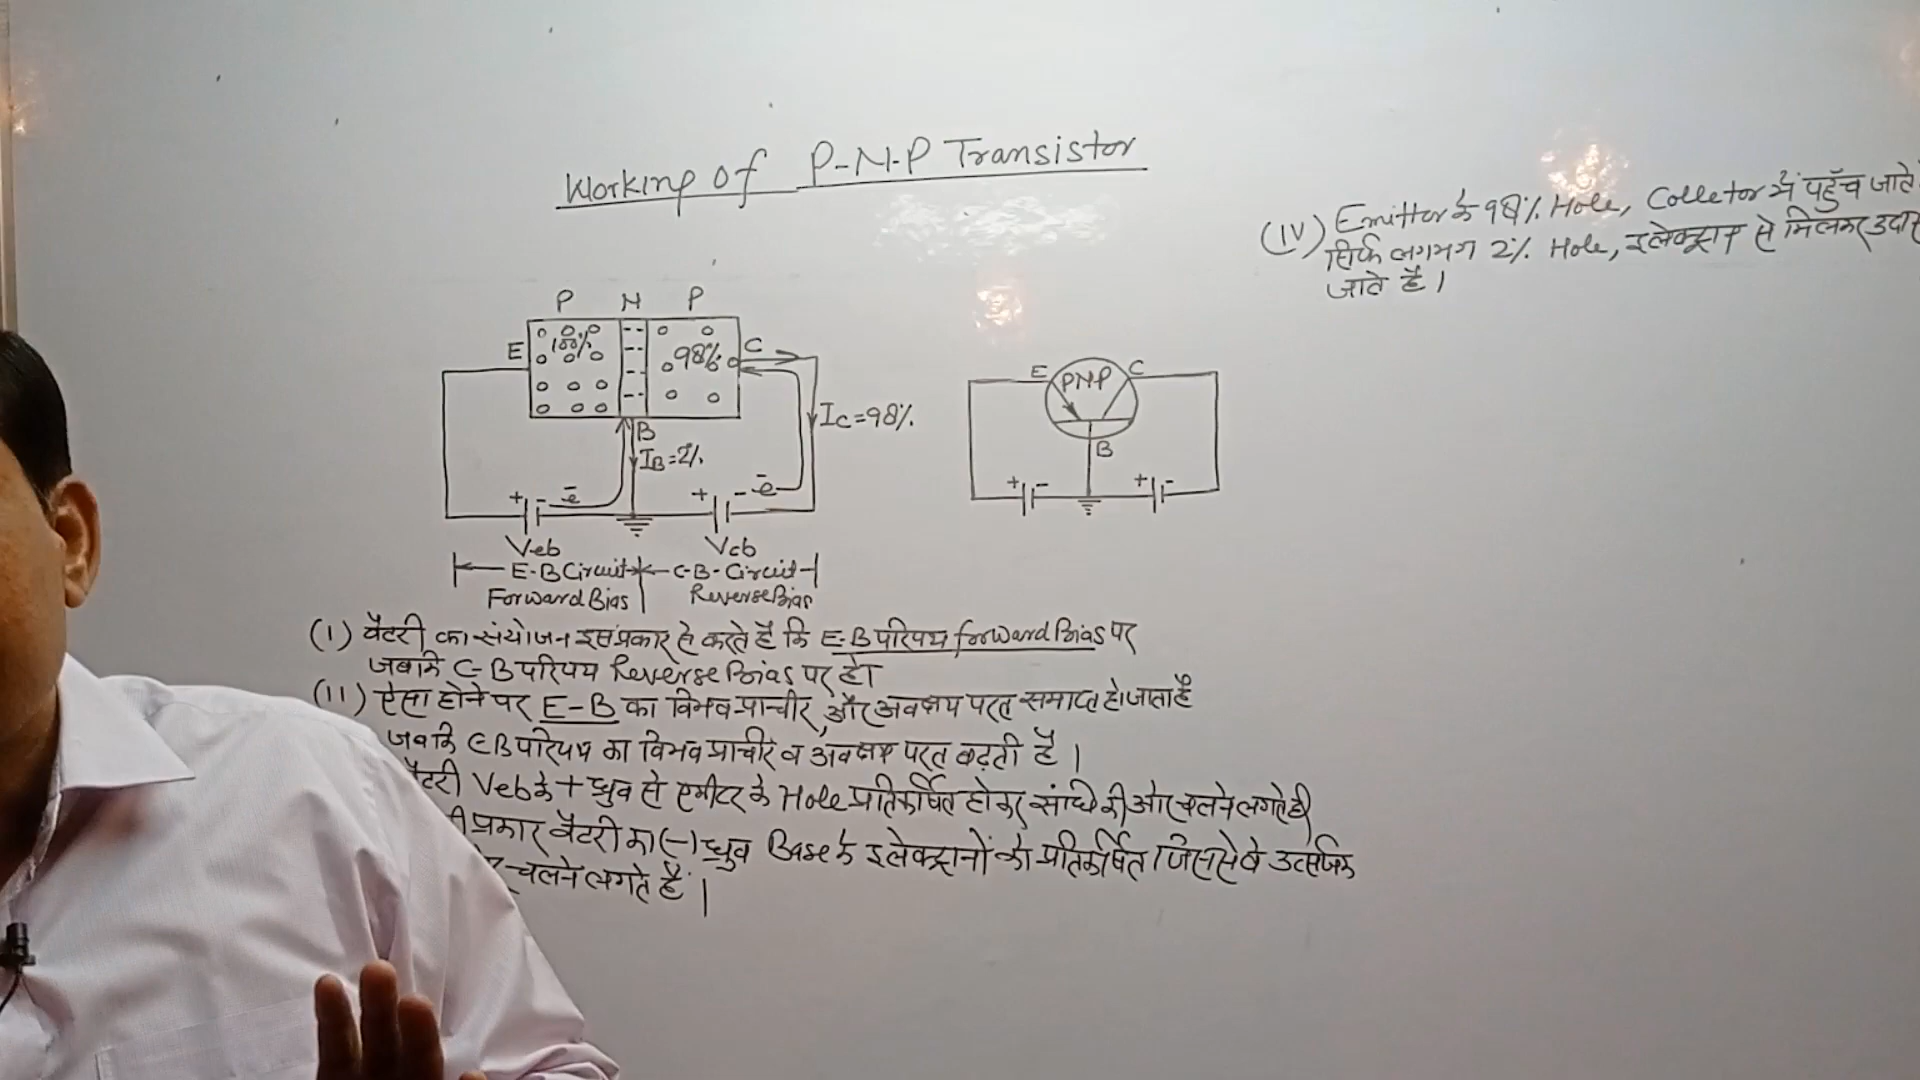 Working of P-N-P Transistor
P N P
E 100% 98% C
B
IB=2%
IC=98%
+ - e + - e
Veb Vcb
E-B Circuit C-B-Circuit
Forward Bias Reverse Bias
E PNP C
B
+ - + -
(I) बैटरी का संयोजन इस प्रकार से करते है कि E-B परिपथ forward Bias पर
जबकि C-B परिपथ Reverse Bias पर हो
(II) ऐसा होने पर E-B का विभव प्राचीर, और अवक्षय परत समाप्त हो जाता है
जबकि CB परिपथ का विभव प्राचीर व अवक्षय परत बढ़ती है।
बैटरी Veb के + ध्रुव से एमीटर के Hole प्रतिकर्षित होकर संधि की ओर चलने लगते है
प्रकार बैटरी का (-) ध्रुव Base के इलेक्ट्रानों को प्रतिकर्षित जिससे वे उत्सर्जक
चलने लगते है।
(IV) Emitter के 98% Hole, Colletor में पहुँच जाते
सिर्फ लगभग 2% Hole, इलेक्ट्रान से मिलकर
जाते है।